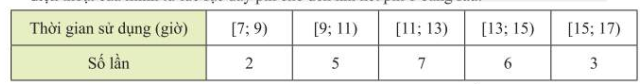 Thời gian sử dụng (giờ) [7; 9) [9; 11) [11; 13) [13; 15) [15; 17)
Số lần 2 5 7 6 3